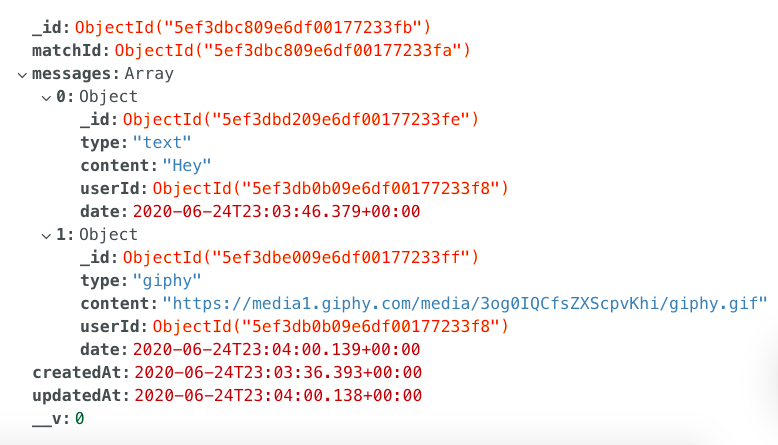 _id: ObjectId("5ef3dbc809e6df00177233fb")
matchId: ObjectId("5ef3dbc809e6df00177233fa")
messages: Array
0: Object
_id: ObjectId("5ef3dbd209e6df00177233fe")
type: "text"
content: "Hey"
userId: ObjectId("5ef3db0b09e6df00177233f8")
date: 2020-06-24T23:03:46.379+00:00
1: Object
_id: ObjectId("5ef3dbe009e6df00177233ff")
type: "giphy"
content: "https://media1.giphy.com/media/3og0IQCfsZXScpvKhi/giphy.gif"
userId: ObjectId("5ef3db0b09e6df00177233f8")
date: 2020-06-24T23:04:00.139+00:00
createdAt: 2020-06-24T23:03:36.393+00:00
updatedAt: 2020-06-24T23:04:00.138+00:00
__v: 0